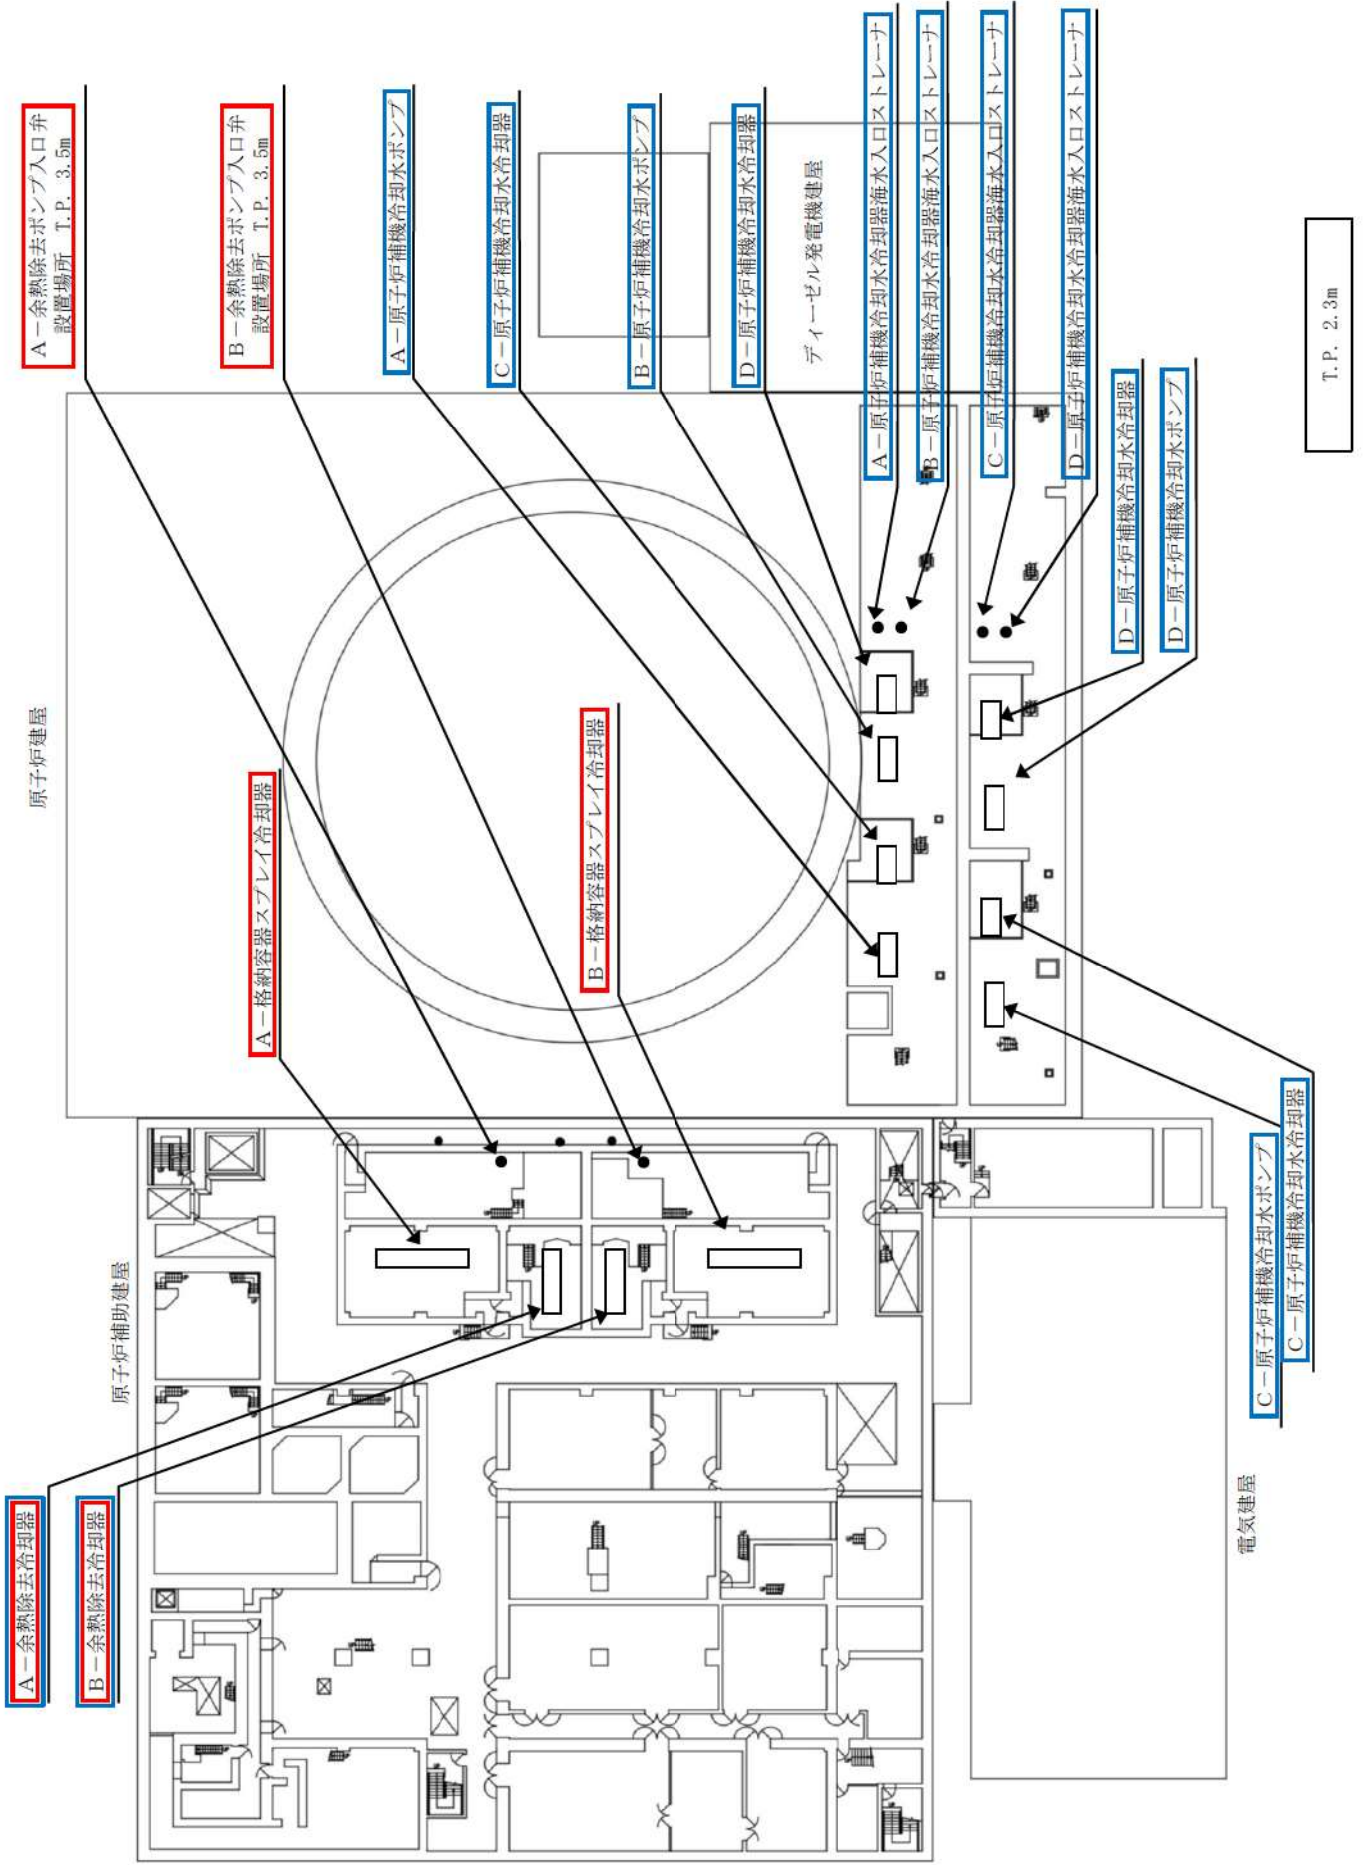 A－余熱除去ポンプ入口弁
設置場所 T.P. 3.5m
B－余熱除去ポンプ入口弁
設置場所 T.P. 3.5m
A－原子炉補機冷却水ポンプ
C－原子炉補機冷却水冷却器
B－原子炉補機冷却水ポンプ
D－原子炉補機冷却水冷却器
ディーゼル発電機建屋
A－原子炉補機冷却水冷却器海水入口ストレーナ
B－原子炉補機冷却水冷却器海水入口ストレーナ
C－原子炉補機冷却水冷却器海水入口ストレーナ
D－原子炉補機冷却水冷却器海水入口ストレーナ
D－原子炉補機冷却水冷却器
D－原子炉補機冷却水ポンプ
T.P. 2.3m
原子炉建屋
A－格納容器スプレイ冷却器
B－格納容器スプレイ冷却器
原子炉補助建屋
C－原子炉補機冷却水ポンプ
C－原子炉補機冷却水冷却器
A－余熱除去冷却器
B－余熱除去冷却器
電気建屋